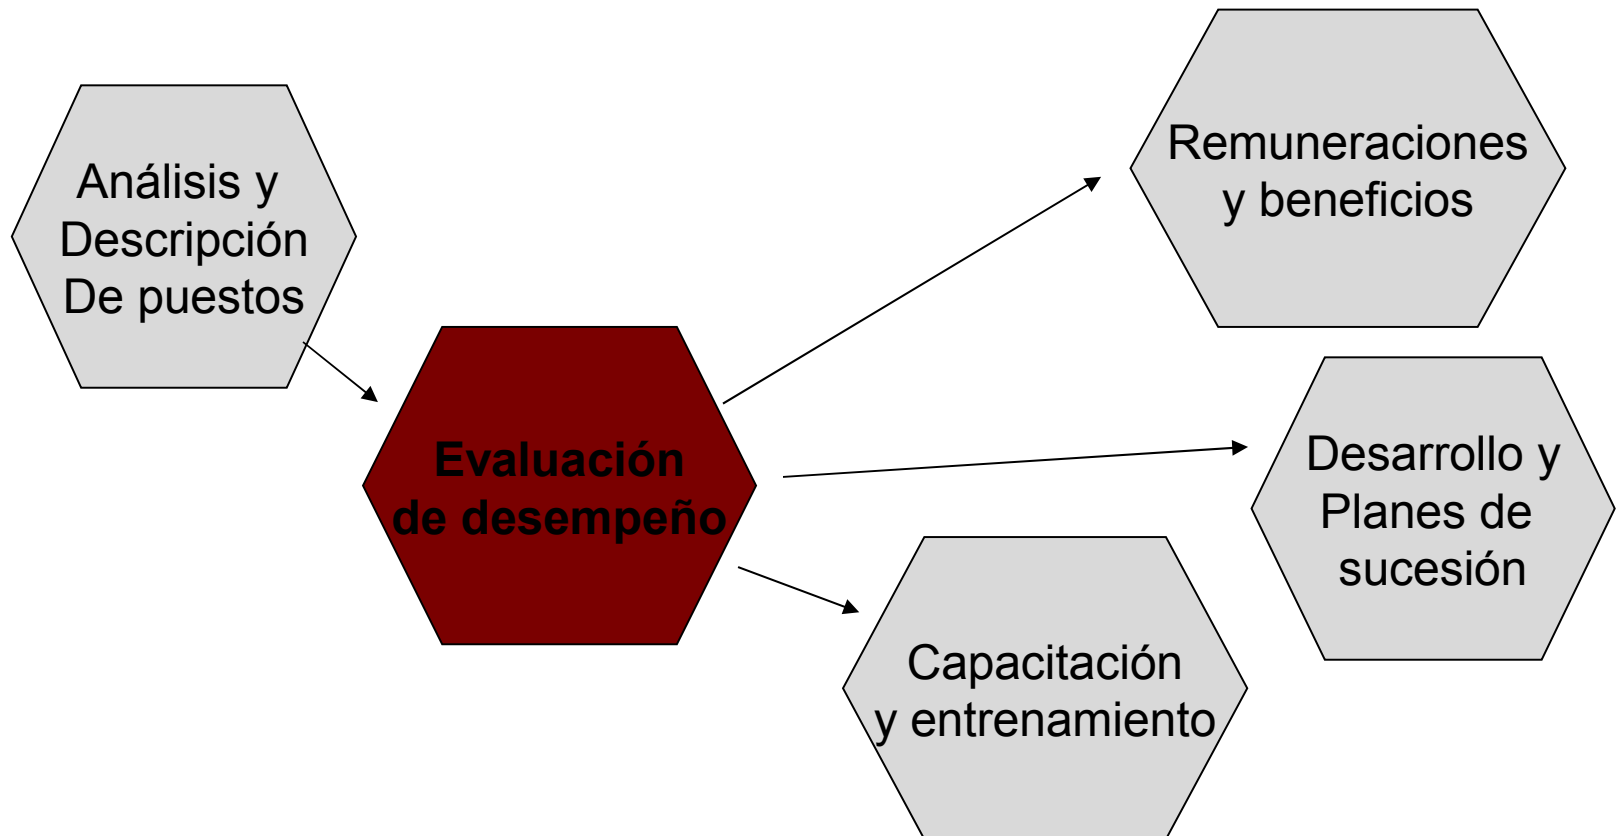 Análisis y
Descripción
De puestos
Evaluación
de desempeño
Remuneraciones
y beneficios
Desarrollo y
Planes de
sucesión
Capacitación
y entrenamiento